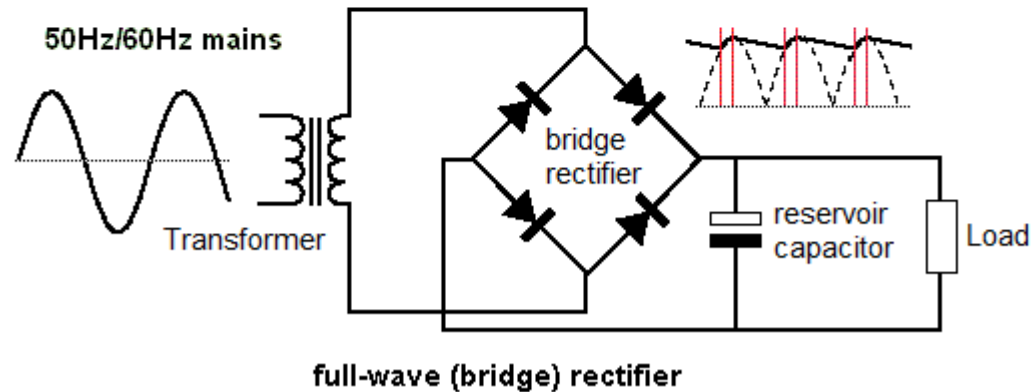 50Hz/60Hz mains
bridge
rectifier
Transformer
reservoir
capacitor
Load
full-wave (bridge) rectifier